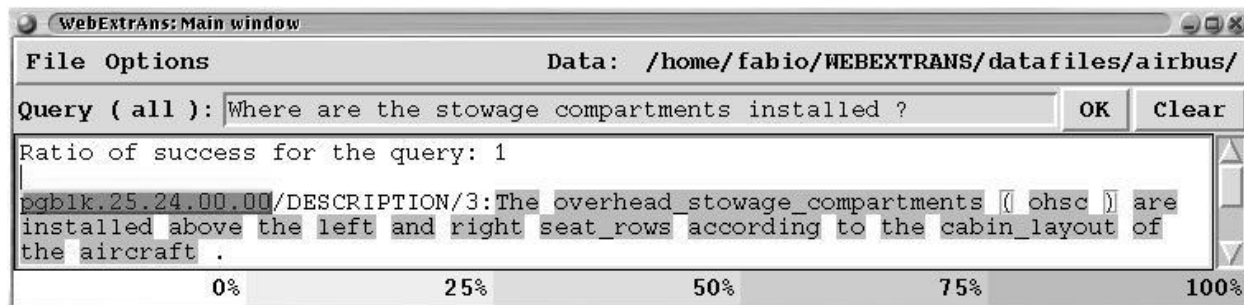 WebExtrAns: Main window
File Options Data: /home/fabio/WEBEXTRANS/datafiles/airbus/
Query ( all ): Where are the stowage compartments installed ? OK Clear
Ratio of success for the query: 1
pgblk.25.24.00.00/DESCRIPTION/3:The overhead_stowage_compartments ( ohsc ) are
installed above the left and right seat_rows according to the cabin_layout of
the aircraft .
0% 25% 50% 75% 100%